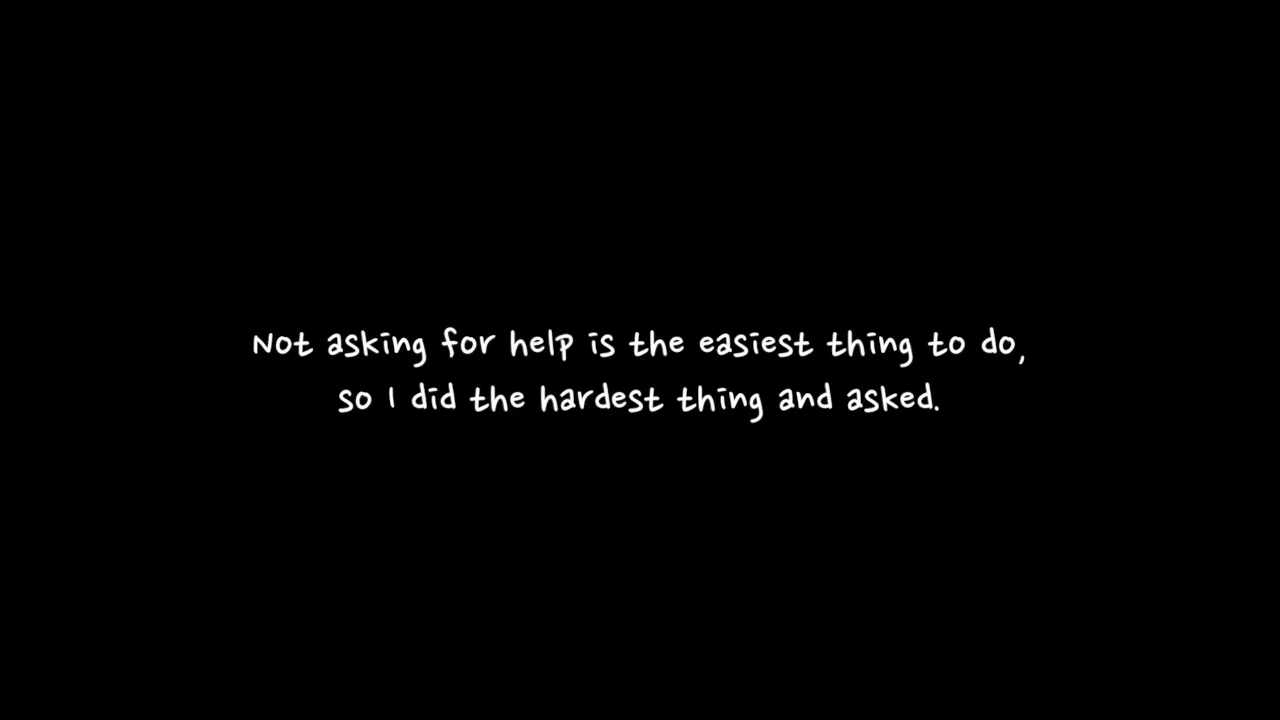 Not asking for help is the easiest thing to do,
so I did the hardest thing and asked.